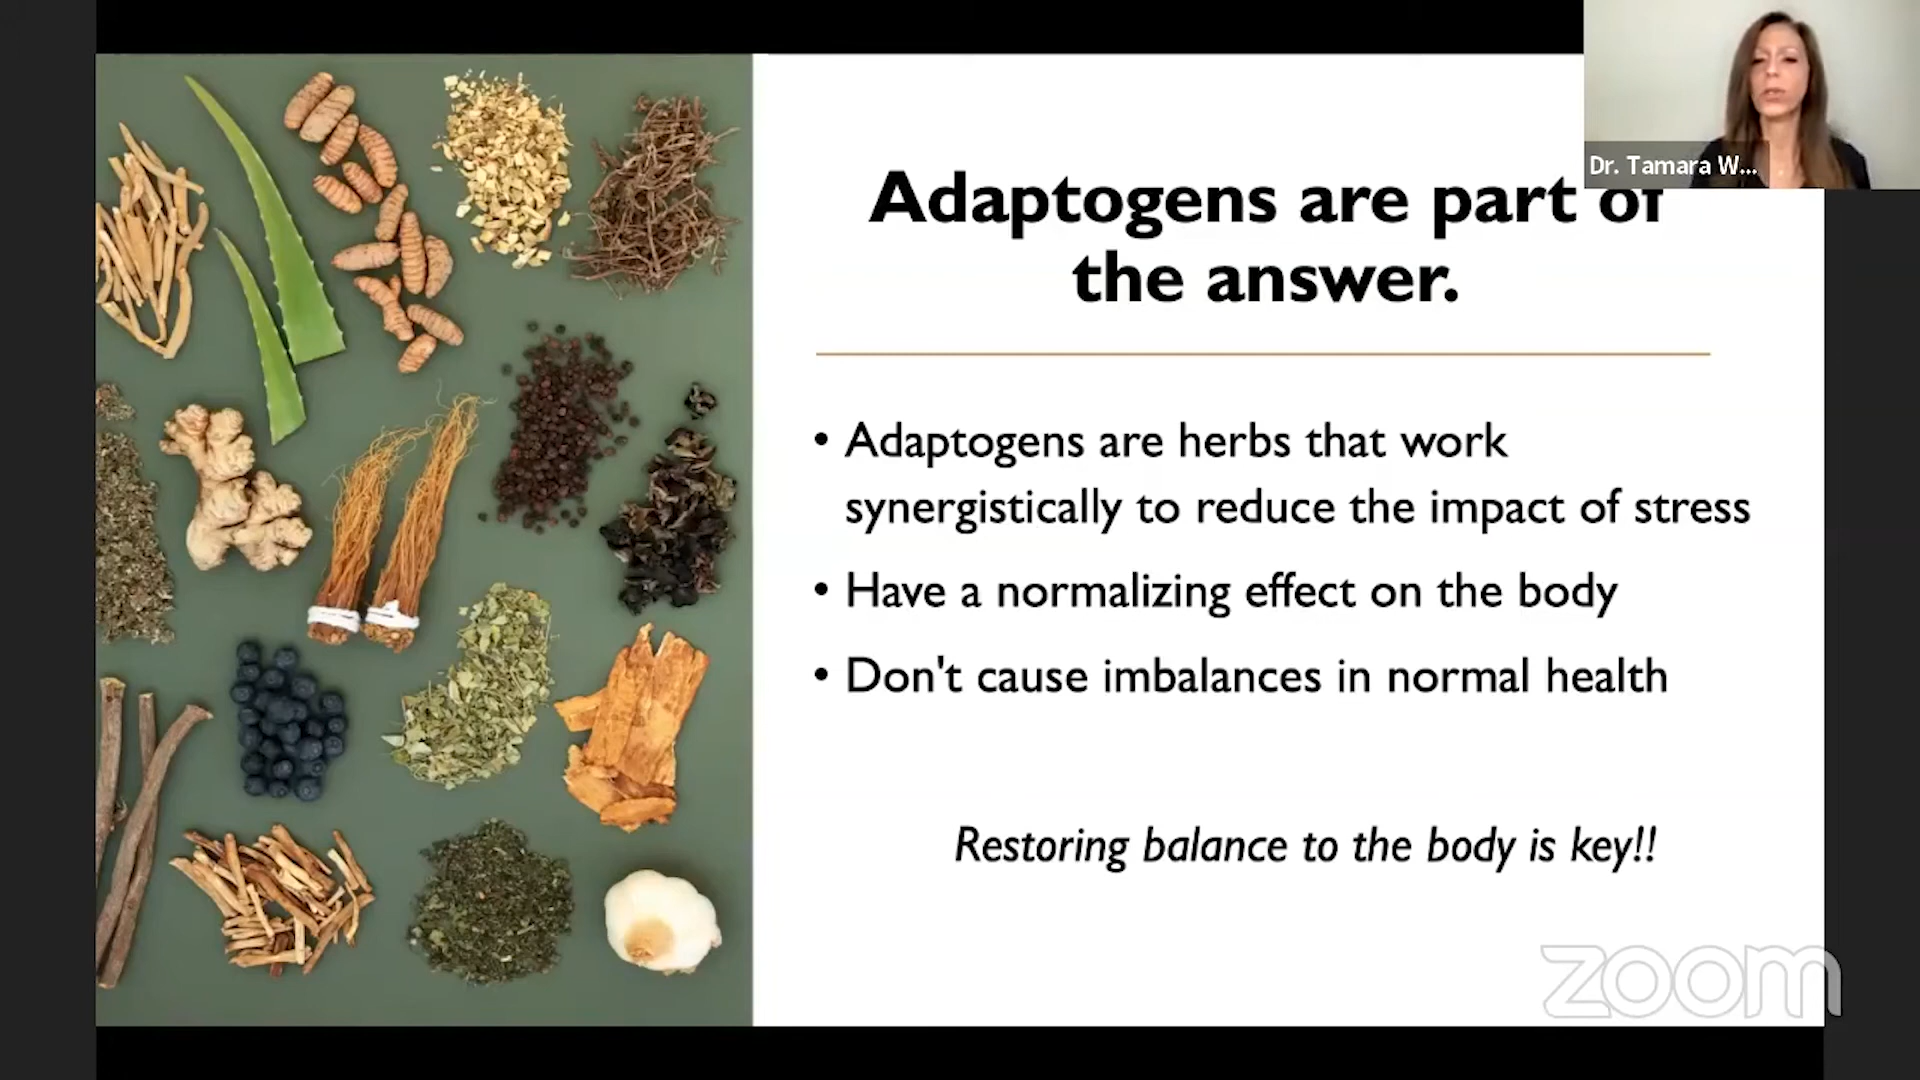 Dr. Tamara W...
Adaptogens are part of
the answer.
• Adaptogens are herbs that work
synergistically to reduce the impact of stress
• Have a normalizing effect on the body
• Don't cause imbalances in normal health
Restoring balance to the body is key!!
zoom